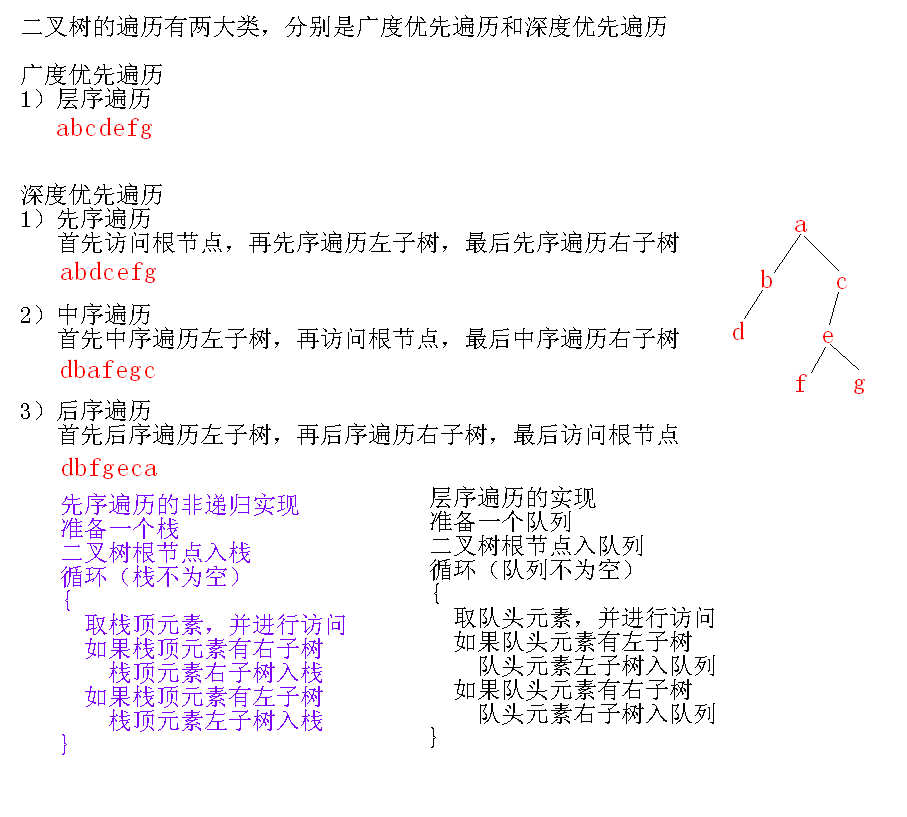 二叉树的遍历有两大类，分别是广度优先遍历和深度优先遍历
广度优先遍历
1）层序遍历
abcdefg
深度优先遍历
1）先序遍历
首先访问根节点，再先序遍历左子树，最后先序遍历右子树
abdcefg
2）中序遍历
首先中序遍历左子树，再访问根节点，最后中序遍历右子树
dbafegc
3）后序遍历
首先后序遍历左子树，再后序遍历右子树，最后访问根节点
dbfgeca
a
b
c
d
e
f
g
先序遍历的非递归实现
准备一个栈
二叉树根节点入栈
循环（栈不为空）
{
取栈顶元素，并进行访问
如果栈顶元素有右子树
栈顶元素右子树入栈
如果栈顶元素有左子树
栈顶元素左子树入栈
}
层序遍历的实现
准备一个队列
二叉树根节点入队列
循环（队列不为空）
{
取队头元素，并进行访问
如果队头元素有左子树
队头元素左子树入队列
如果队头元素有右子树
队头元素右子树入队列
}